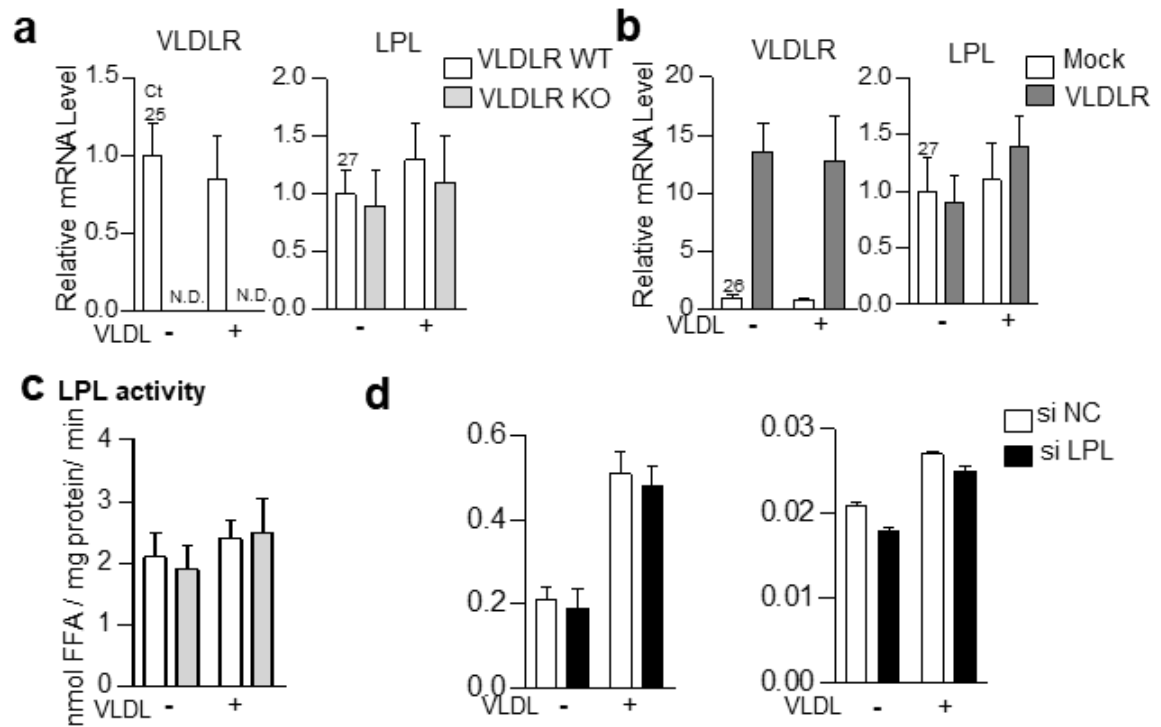 a
VLDLR
LPL
VLDLR WT
VLDLR KO
Relative mRNA Level
1.5
1.0
0.5
0.0
Ct
25
N.D.
N.D.
2.0
1.5
1.0
0.5
0.0
27
VLDL - +
- +
b
VLDLR
LPL
Mock
VLDLR
Relative mRNA Level
20
15
10
5
0
26
2.0
1.5
1.0
0.5
0.0
27
VLDL - +
- +
c LPL activity
nmol FFA / mg protein/ min
4
3
2
1
0
VLDL - +
d
si NC
si LPL
0.6
0.4
0.2
0.0
VLDL - +
0.03
0.02
0.01
0.00
VLDL - +